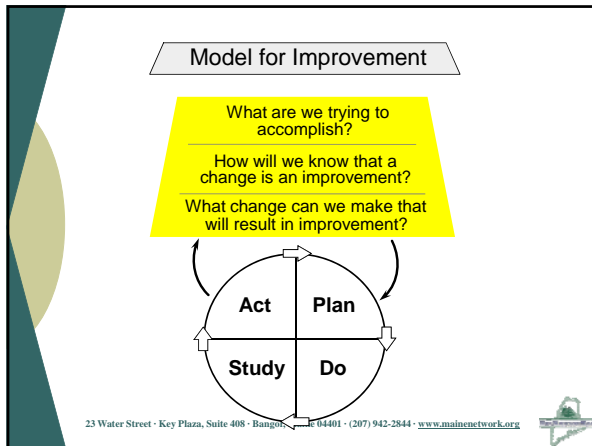 Model for Improvement
What are we trying to
accomplish?
How will we know that a
change is an improvement?
What change can we make that
will result in improvement?
Act Plan
Study Do
23 Water Street · Key Plaza, Suite 408 · Bangor, 04401 · (207) 942-2844 · www.mainenetwork.org